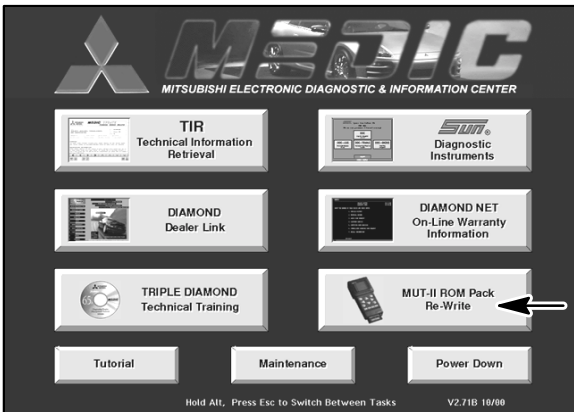 MEDIC
MITSUBISHI ELECTRONIC DIAGNOSTIC & INFORMATION CENTER
TIR
Technical Information
Retrieval
Sun®
Diagnostic
Instruments
DIAMOND
Dealer Link
DIAMOND NET
On-Line Warranty
Information
TRIPLE DIAMOND
Technical Training
MUT-II ROM Pack
Re-Write
Tutorial
Maintenance
Power Down
Hold Alt, Press Esc to Switch Between Tasks
V2.71B 10/00